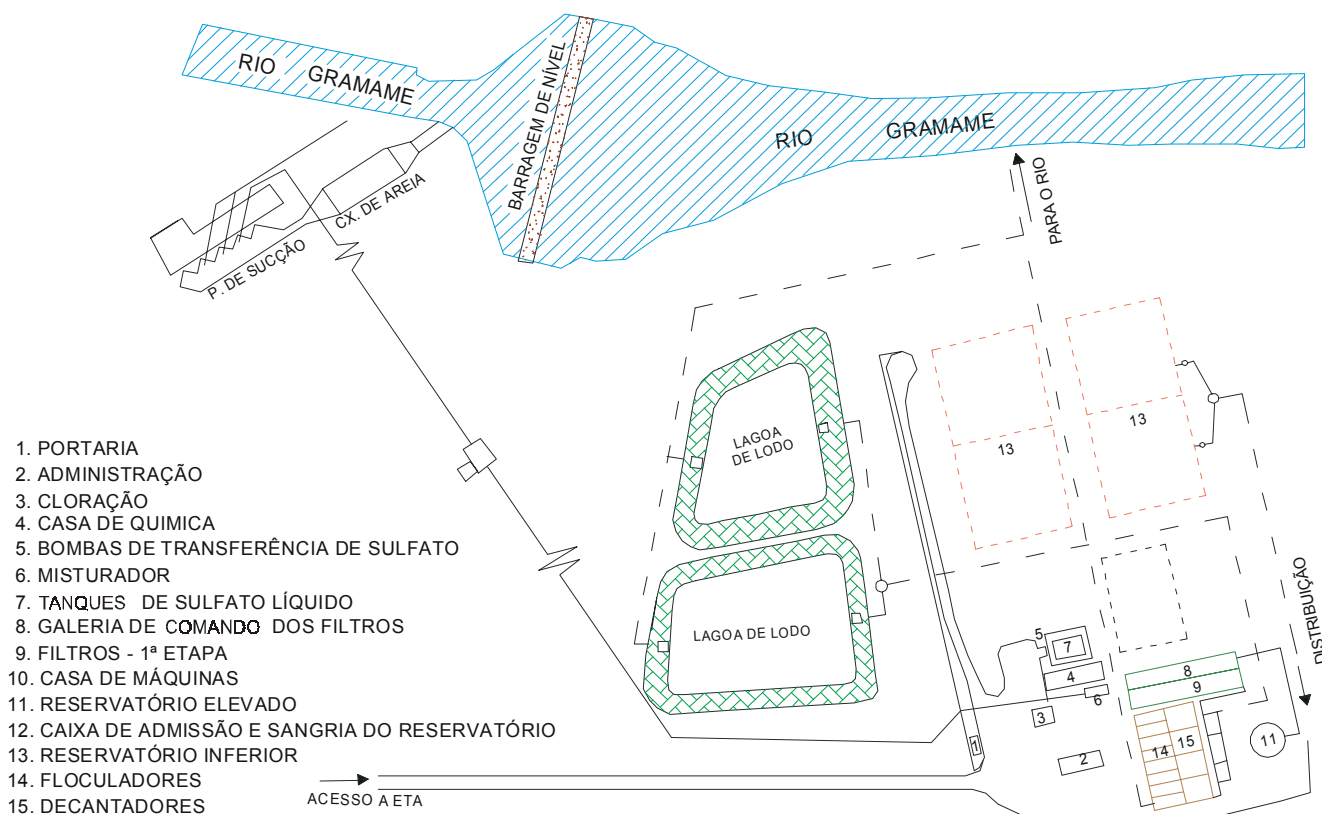 RIO GRAMAME
BARRAGEM DE NÍVEL
RIO GRAMAME
CX. DE AREIA
P. DE SUCÇÃO
PARA O RIO
LAGOA
DE LODO
13
13
LAGOA DE LODO
DISTRIBUIÇÃO
5
7
4
6
3
8
9
1
2
14
15
11
1. PORTARIA
2. ADMINISTRAÇÃO
3. CLORAÇÃO
4. CASA DE QUIMICA
5. BOMBAS DE TRANSFERÊNCIA DE SULFATO
6. MISTURADOR
7. TANQUES DE SULFATO LÍQUIDO
8. GALERIA DE COMANDO DOS FILTROS
9. FILTROS - 1ª ETAPA
10. CASA DE MÁQUINAS
11. RESERVATÓRIO ELEVADO
12. CAIXA DE ADMISSÃO E SANGRIA DO RESERVATÓRIO
13. RESERVATÓRIO INFERIOR
14. FLOCULADORES
15. DECANTADORES
ACESSO A ETA